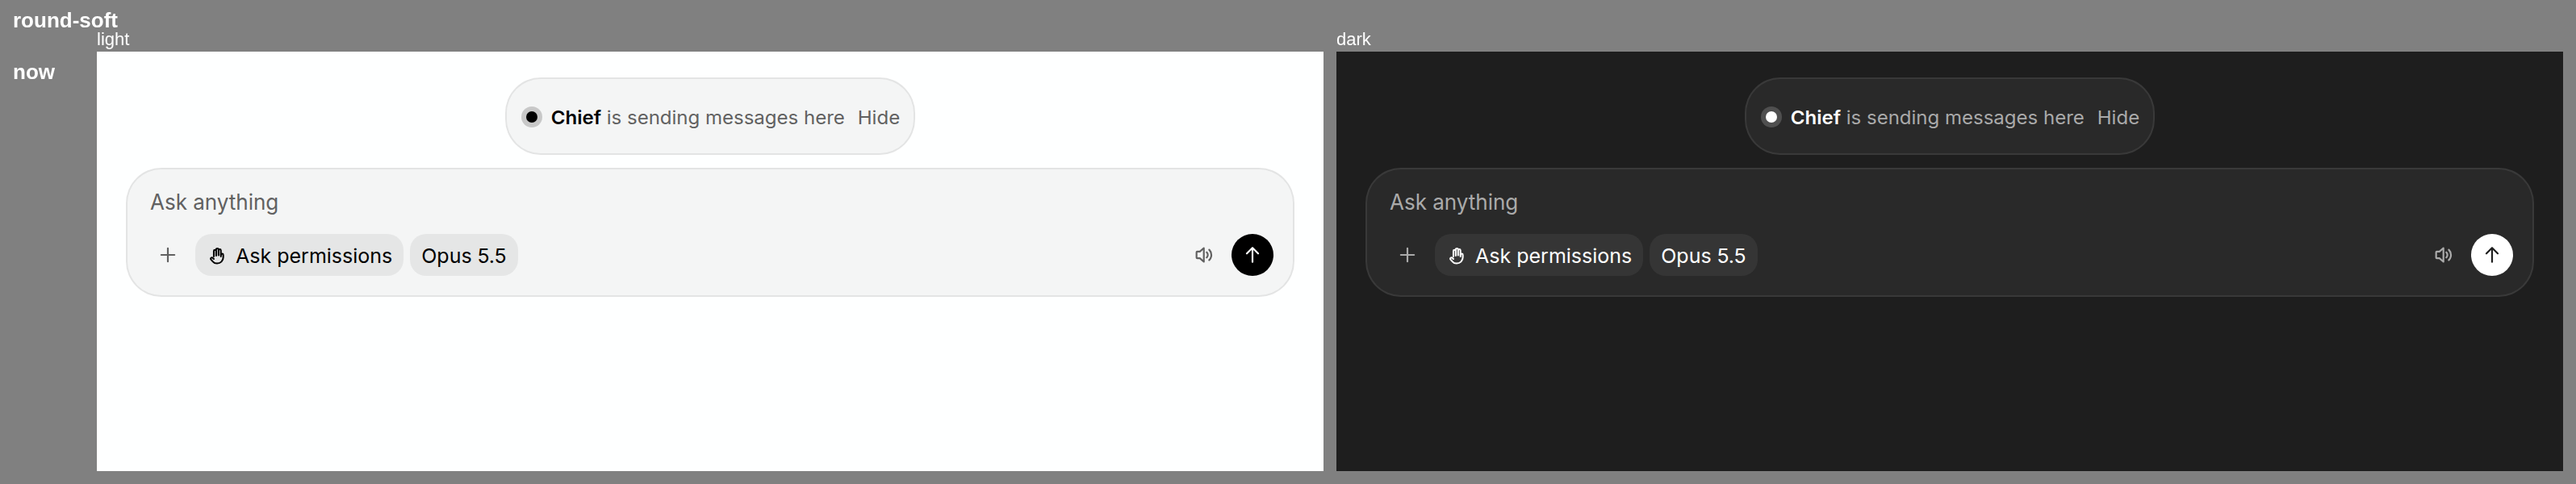 round-soft
light
dark
now
Chief is sending messages here Hide
Ask anything
Ask permissions Opus 5.5
Chief is sending messages here Hide
Ask anything
Ask permissions Opus 5.5